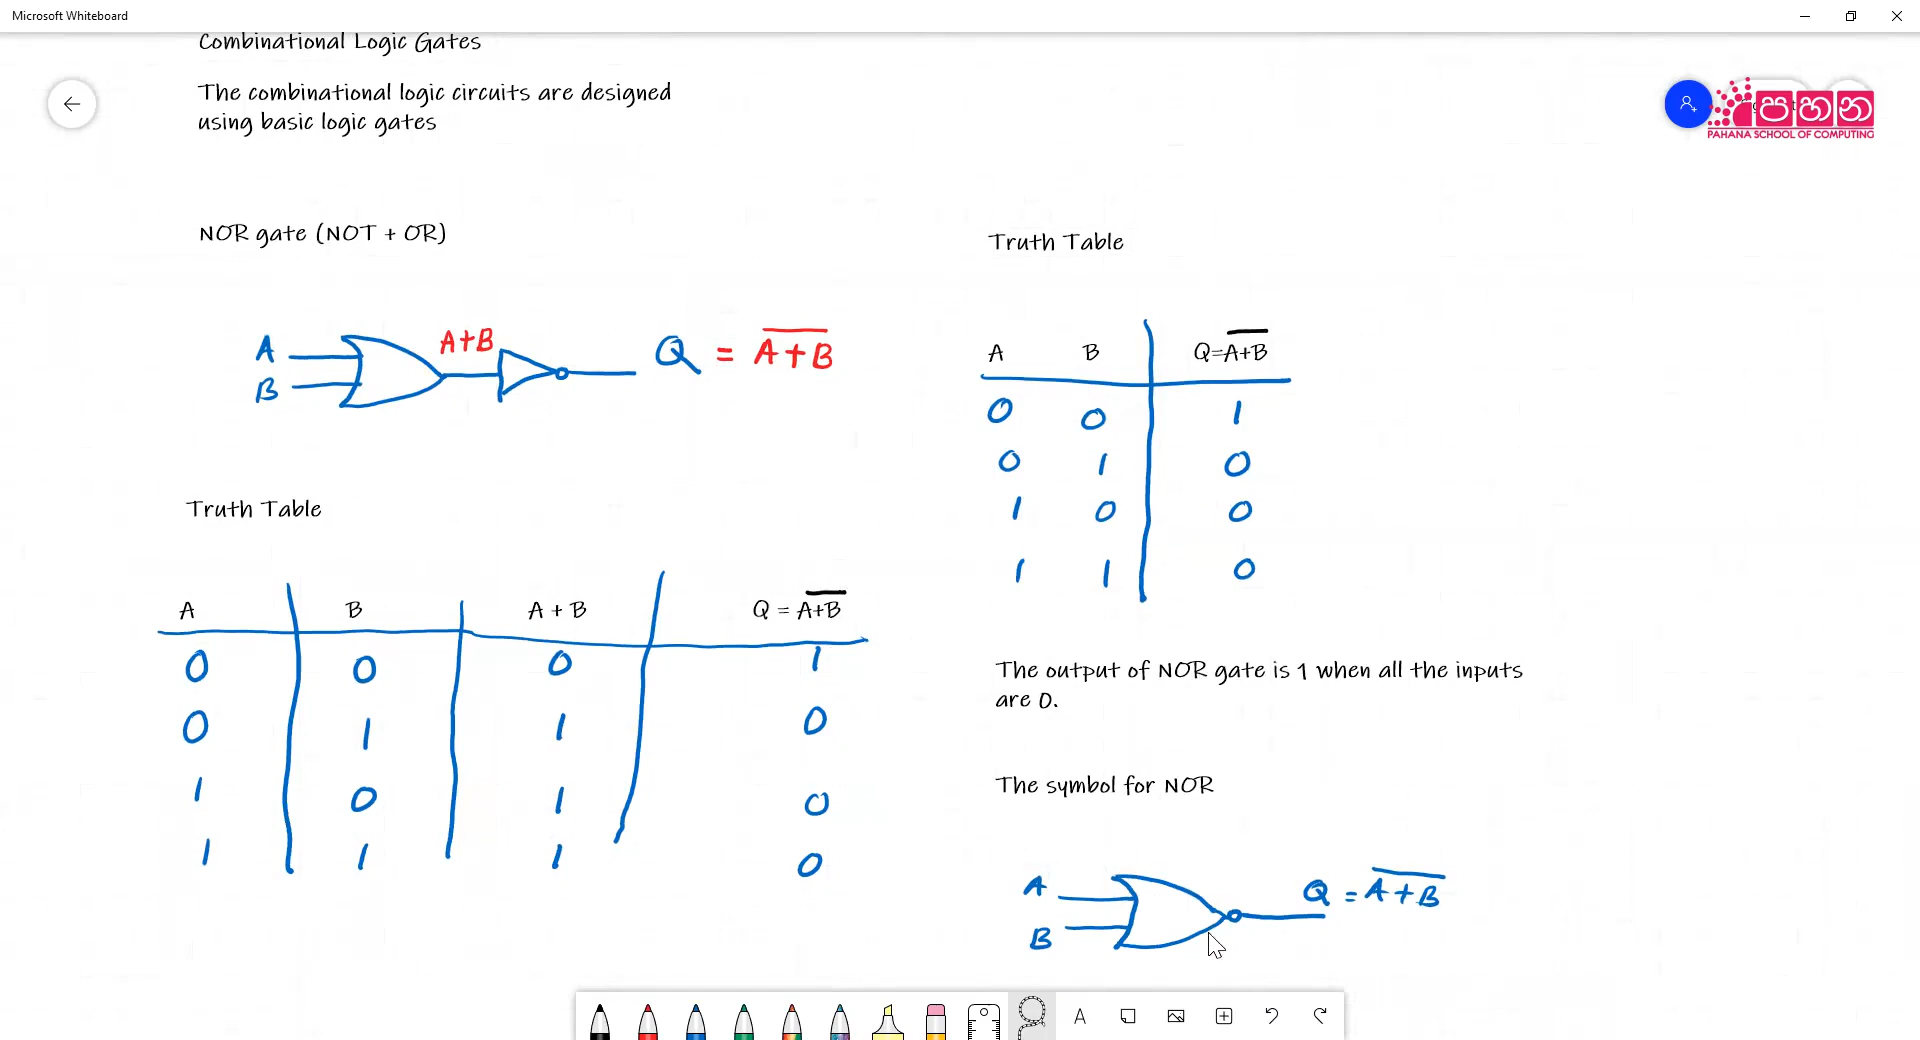 Microsoft Whiteboard
Combinational Logic Gates
The combinational logic circuits are designed
using basic logic gates
පහන
PAHANA SCHOOL OF COMPUTING
NOR gate (NOT + OR)
A
B
A+B
Q = A̅+̅B̅
Truth Table
A B A + B Q = A̅+̅B̅
0 0 0 1
0 1 1 0
1 0 1 0
1 1 1 0
Truth Table
A B Q=A̅+̅B̅
0 0 1
0 1 0
1 0 0
1 1 0
The output of NOR gate is 1 when all the inputs
are 0.
The symbol for NOR
A
B
Q = A̅+̅B̅